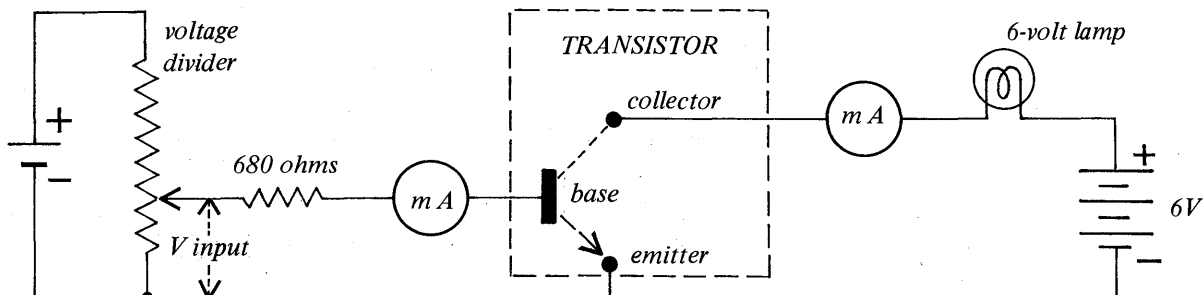 voltage
divider
TRANSISTOR
6-volt lamp
collector
m A
+
-
680 ohms
m A
base
+
6V
V input
emitter
-